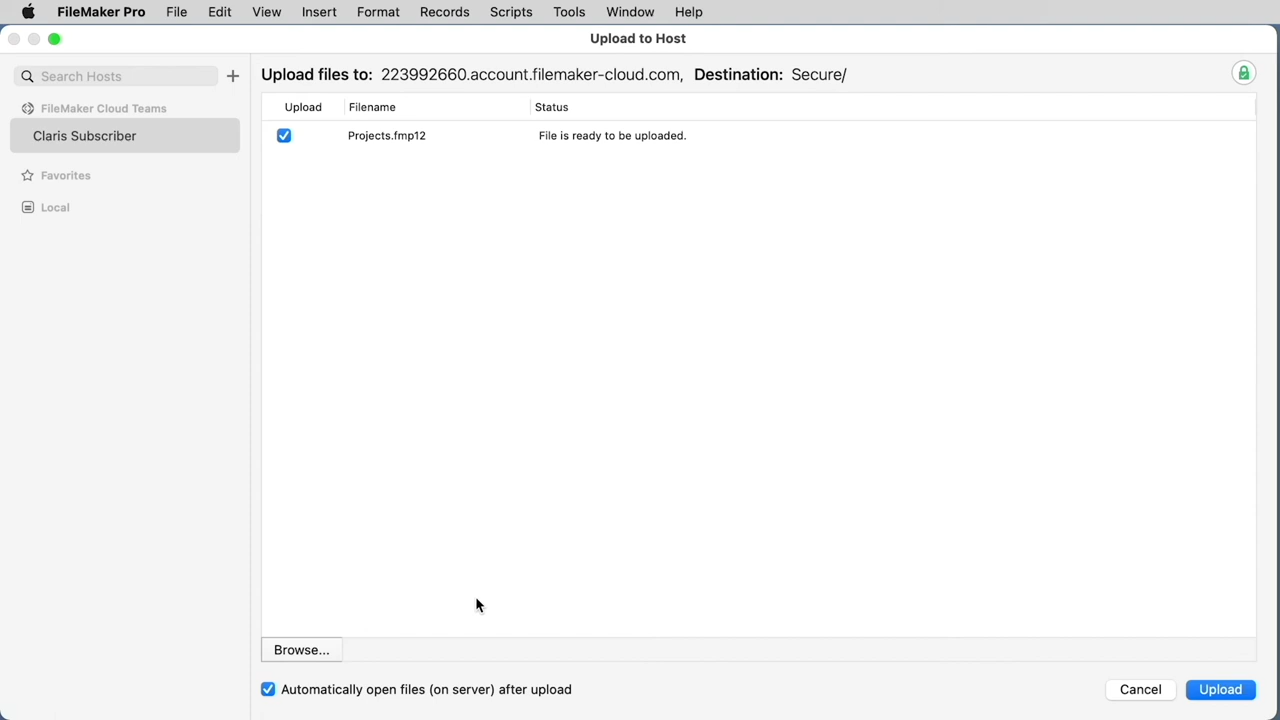 FileMaker Pro File Edit View Insert Format Records Scripts Tools Window Help
Upload to Host
Search Hosts
FileMaker Cloud Teams
Claris Subscriber
Favorites
Local
Upload files to: 223992660.account.filemaker-cloud.com, Destination: Secure/
Upload Filename Status
Projects.fmp12 File is ready to be uploaded.
Browse...
Automatically open files (on server) after upload
Cancel Upload